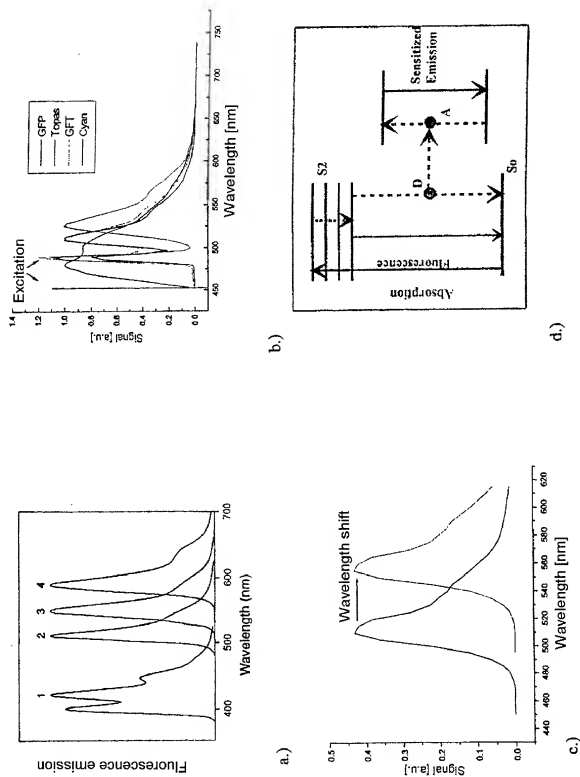 Fluorescence emission
1
2
3
4
400
500
600
700
Wavelength (nm)
a.)
Signal [a.u.]
1.4
1.2
1.0
0.8
0.6
0.4
0.2
0.0
Excitation
GFP
Topas
GFT
Cyan
450
500
550
600
650
700
750
Wavelength [nm]
b.)
Signal [a.u.]
0.5
0.4
0.3
0.2
0.1
0.0
Wavelength shift
440
460
480
500
520
540
560
580
600
620
Wavelength [nm]
c.)
Absorption
Fluorescence
S2
So
D
A
Sensitized
Emission
d.)